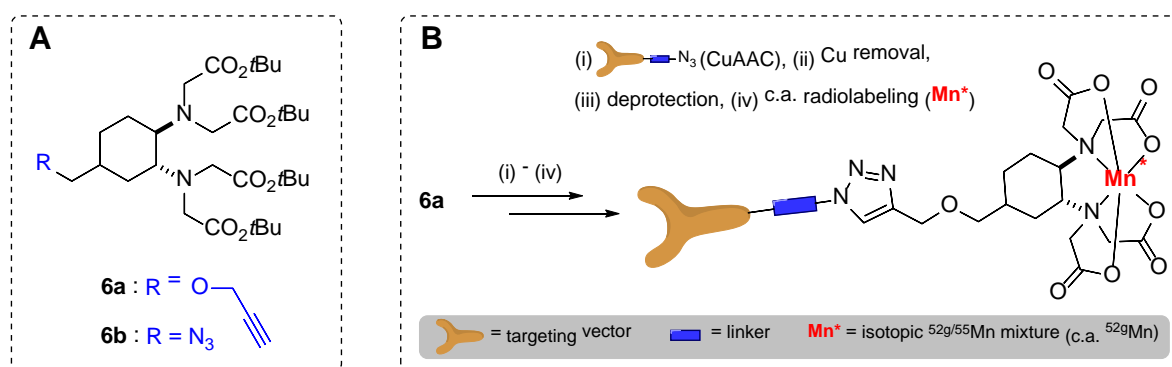 A
CO2tBu
N
CO2tBu
R
N
CO2tBu
CO2tBu
6a : R = O
6b : R = N3
B
(i) N3 (CuAAC), (ii) Cu removal,
(iii) deprotection, (iv) c.a. radiolabeling (Mn*)
6a
(i) - (iv)
N N
N
O
O O O
O
N O
Mn*
N O
O
O O O
= targeting vector = linker Mn* = isotopic 52g/55Mn mixture (c.a. 52gMn)